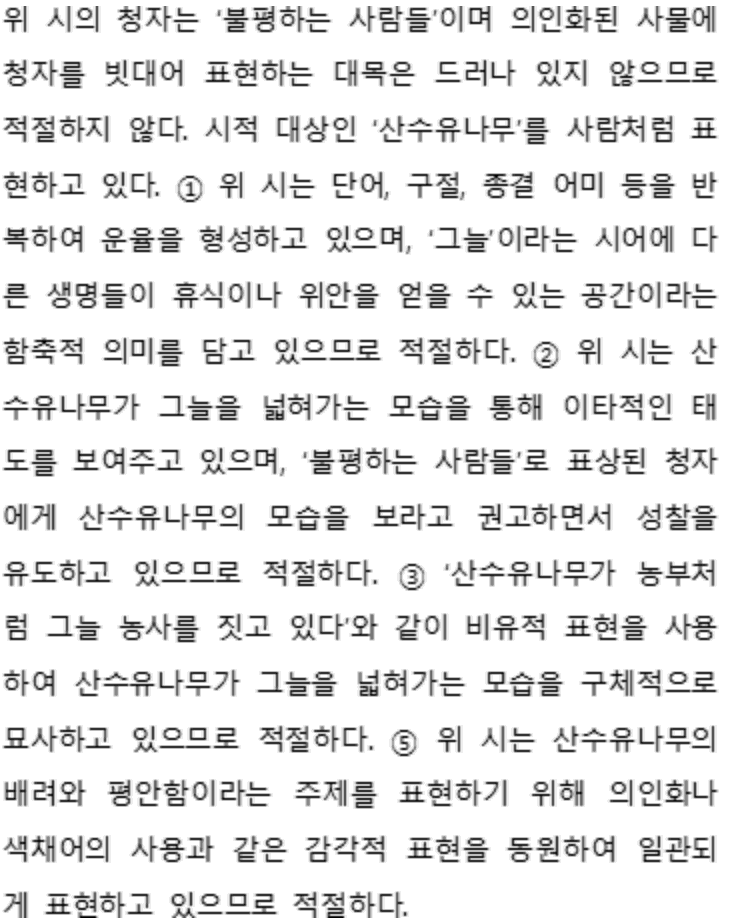 위 시의 청자는 '불평하는 사람들'이며 의인화된 사물에
청자를 빗대어 표현하는 대목은 드러나 있지 않으므로
적절하지 않다. 시적 대상인 '산수유나무'를 사람처럼 표
현하고 있다. ① 위 시는 단어, 구절, 종결 어미 등을 반
복하여 운율을 형성하고 있으며, '그늘'이라는 시어에 다
른 생명들이 휴식이나 위안을 얻을 수 있는 공간이라는
함축적 의미를 담고 있으므로 적절하다. ② 위 시는 산
수유나무가 그늘을 넓혀가는 모습을 통해 이타적인 태
도를 보여주고 있으며, '불평하는 사람들'로 표상된 청자
에게 산수유나무의 모습을 보라고 권고하면서 성찰을
유도하고 있으므로 적절하다. ③ '산수유나무가 농부처
럼 그늘 농사를 짓고 있다'와 같이 비유적 표현을 사용
하여 산수유나무가 그늘을 넓혀가는 모습을 구체적으로
묘사하고 있으므로 적절하다. ⑤ 위 시는 산수유나무의
배려와 평안함이라는 주제를 표현하기 위해 의인화나
색채어의 사용과 같은 감각적 표현을 동원하여 일관되
게 표현하고 있으므로 적절하다.